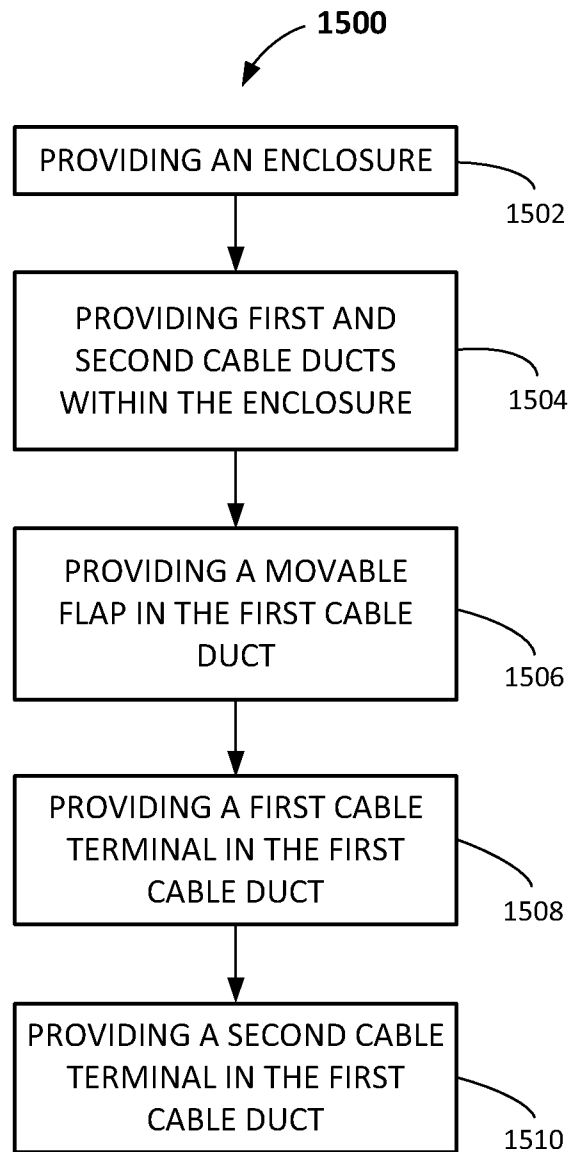 1500
PROVIDING AN ENCLOSURE
1502
PROVIDING FIRST AND
SECOND CABLE DUCTS
WITHIN THE ENCLOSURE
1504
PROVIDING A MOVABLE
FLAP IN THE FIRST CABLE
DUCT
1506
PROVIDING A FIRST CABLE
TERMINAL IN THE FIRST
CABLE DUCT
1508
PROVIDING A SECOND CABLE
TERMINAL IN THE FIRST
CABLE DUCT
1510